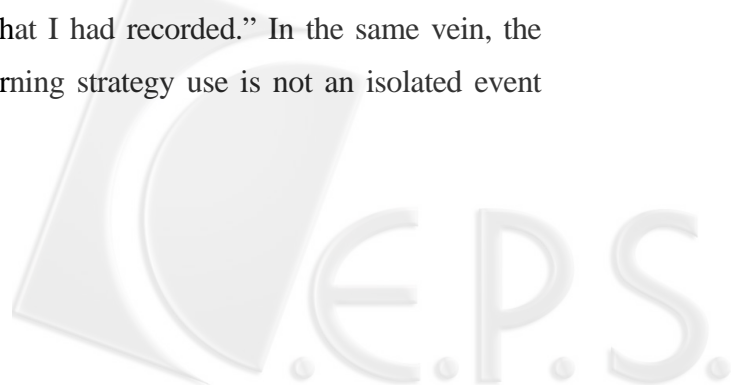 hat I had recorded.” In the same vein, the
rning strategy use is not an isolated event
C.E.P.S.